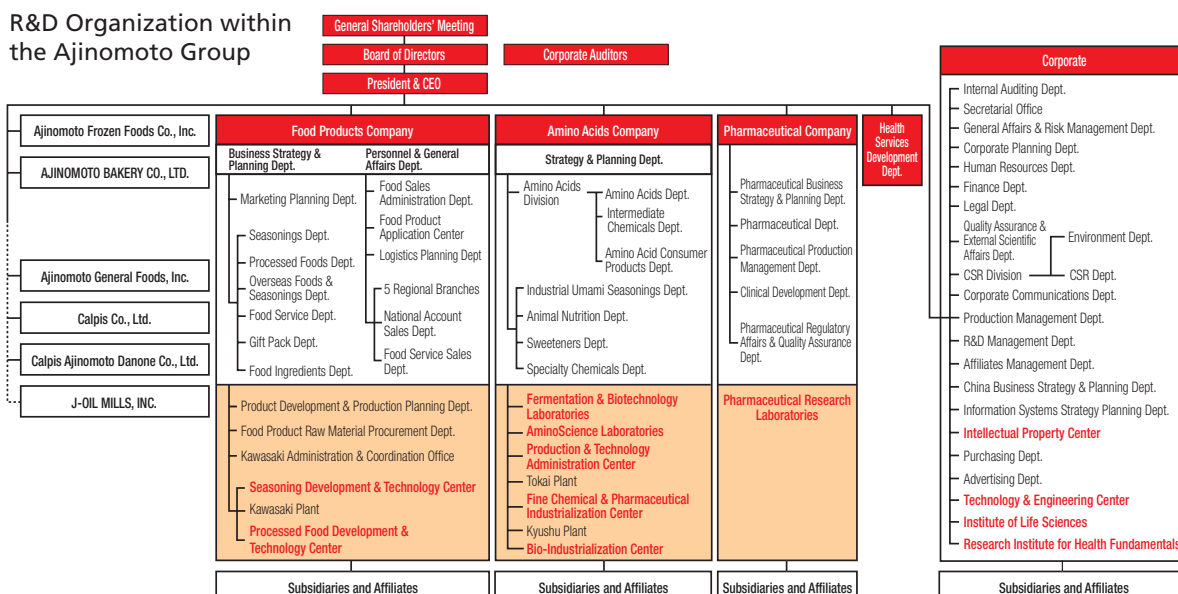 R&D Organization within
the Ajinomoto Group
General Shareholders' Meeting
Board of Directors
Corporate Auditors
President & CEO
Ajinomoto Frozen Foods Co., Inc.
AJINOMOTO BAKERY CO., LTD.
Ajinomoto General Foods, Inc.
Calpis Co., Ltd.
Calpis Ajinomoto Danone Co., Ltd.
J-OIL MILLS, INC.
Food Products Company
Business Strategy &
Planning Dept.
Marketing Planning Dept.
Seasonings Dept.
Processed Foods Dept.
Overseas Foods &
Seasonings Dept.
Food Service Dept.
Gift Pack Dept.
Food Ingredients Dept.
Personnel & General
Affairs Dept.
Food Sales
Administration Dept.
Food Product
Application Center
Logistics Planning Dept
5 Regional Branches
National Account
Sales Dept.
Food Service Sales
Dept.
Product Development & Production Planning Dept.
Food Product Raw Material Procurement Dept.
Kawasaki Administration & Coordination Office
Seasoning Development & Technology Center
Kawasaki Plant
Processed Food Development &
Technology Center
Subsidiaries and Affiliates
Amino Acids Company
Strategy & Planning Dept.
Amino Acids
Division
Amino Acids Dept.
Intermediate
Chemicals Dept.
Amino Acid Consumer
Products Dept.
Industrial Umami Seasonings Dept.
Animal Nutrition Dept.
Sweeteners Dept.
Specialty Chemicals Dept.
Fermentation & Biotechnology
Laboratories
AminoScience Laboratories
Production & Technology
Administration Center
Tokai Plant
Fine Chemical & Pharmaceutical
Industrialization Center
Kyushu Plant
Bio-Industrialization Center
Subsidiaries and Affiliates
Pharmaceutical Company
Pharmaceutical Business
Strategy & Planning Dept.
Pharmaceutical Dept.
Pharmaceutical Production
Management Dept.
Clinical Development Dept.
Pharmaceutical Regulatory
Affairs & Quality Assurance
Dept.
Pharmaceutical Research
Laboratories
Subsidiaries and Affiliates
Health
Services
Development
Dept.
Corporate
Internal Auditing Dept.
Secretarial Office
General Affairs & Risk Management Dept.
Corporate Planning Dept.
Human Resources Dept.
Finance Dept.
Legal Dept.
Quality Assurance &
External Scientific
Affairs Dept.
Environment Dept.
CSR Division
CSR Dept.
Corporate Communications Dept.
Production Management Dept.
R&D Management Dept.
Affiliates Management Dept.
China Business Strategy & Planning Dept.
Information Systems Strategy Planning Dept.
Intellectual Property Center
Purchasing Dept.
Advertising Dept.
Technology & Engineering Center
Institute of Life Sciences
Research Institute for Health Fundamentals
Subsidiaries and Affiliates